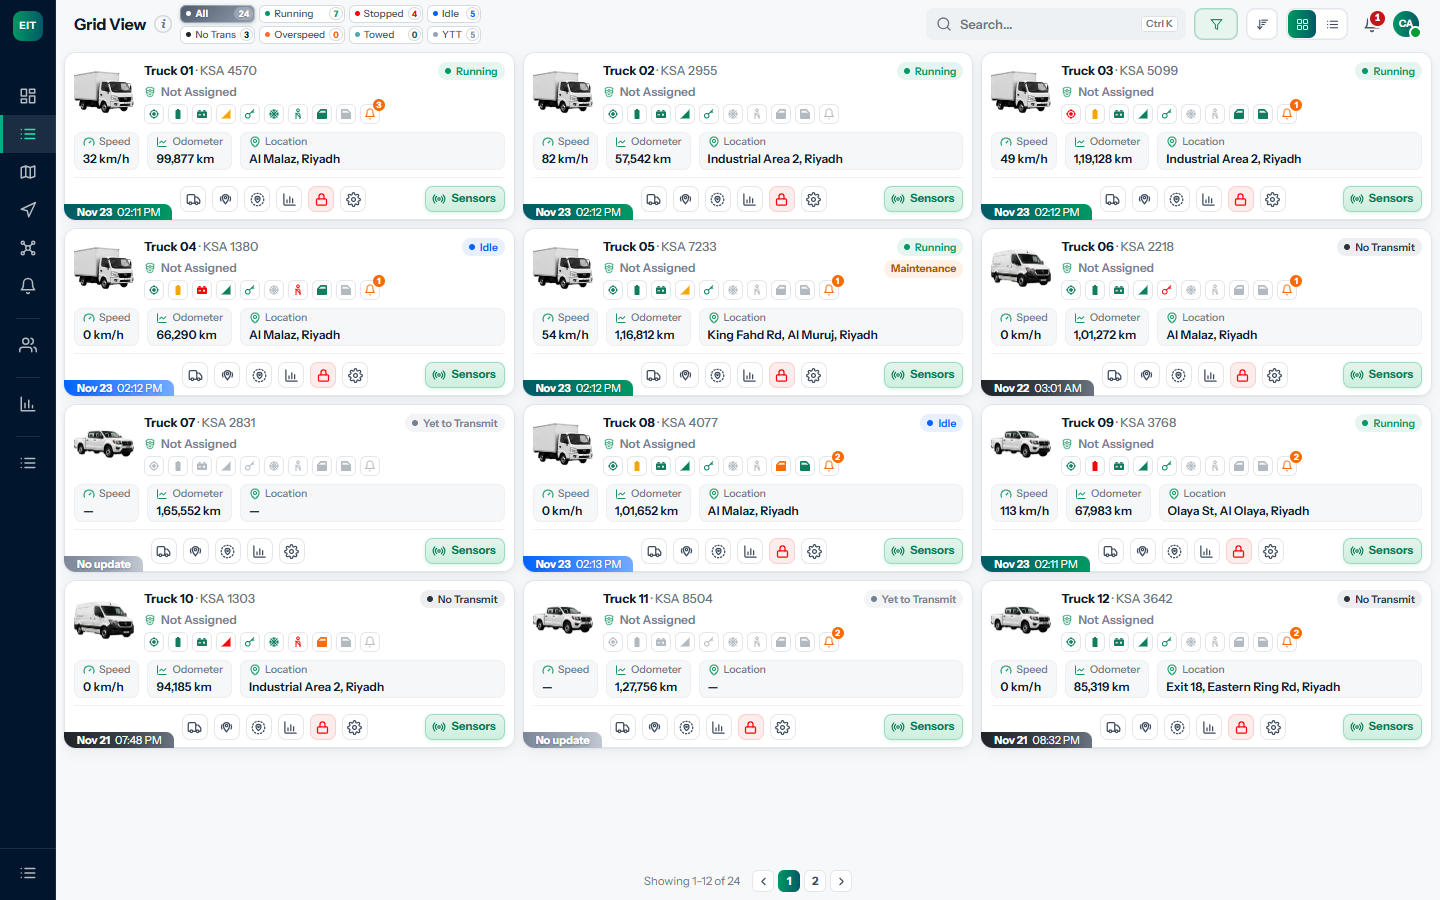 EIT
Grid View
i
All 24
Running 7
Stopped 4
Idle 5
No Trans 3
Overspeed 0
Towed 0
YTT 5
Search...
Ctrl K
1
CA
Truck 01 · KSA 4570
Running
Not Assigned
3
Speed
32 km/h
Odometer
99,877 km
Location
Al Malaz, Riyadh
Nov 23 02:11 PM
Sensors
Truck 02 · KSA 2955
Running
Not Assigned
Speed
82 km/h
Odometer
57,542 km
Location
Industrial Area 2, Riyadh
Nov 23 02:12 PM
Sensors
Truck 03 · KSA 5099
Running
Not Assigned
1
Speed
49 km/h
Odometer
1,19,128 km
Location
Industrial Area 2, Riyadh
Nov 23 02:12 PM
Sensors
Truck 04 · KSA 1380
Idle
Not Assigned
1
Speed
0 km/h
Odometer
66,290 km
Location
Al Malaz, Riyadh
Nov 23 02:12 PM
Sensors
Truck 05 · KSA 7233
Running
Not Assigned
Maintenance
1
Speed
54 km/h
Odometer
1,16,812 km
Location
King Fahd Rd, Al Muruj, Riyadh
Nov 23 02:12 PM
Sensors
Truck 06 · KSA 2218
No Transmit
Not Assigned
1
Speed
0 km/h
Odometer
1,01,272 km
Location
Al Malaz, Riyadh
Nov 22 03:01 AM
Sensors
Truck 07 · KSA 2831
Yet to Transmit
Not Assigned
Speed
—
Odometer
1,65,552 km
Location
—
No update
Sensors
Truck 08 · KSA 4077
Idle
Not Assigned
2
Speed
0 km/h
Odometer
1,01,652 km
Location
Al Malaz, Riyadh
Nov 23 02:13 PM
Sensors
Truck 09 · KSA 3768
Running
Not Assigned
2
Speed
113 km/h
Odometer
67,983 km
Location
Olaya St, Al Olaya, Riyadh
Nov 23 02:11 PM
Sensors
Truck 10 · KSA 1303
No Transmit
Not Assigned
Speed
0 km/h
Odometer
94,185 km
Location
Industrial Area 2, Riyadh
Nov 21 07:48 PM
Sensors
Truck 11 · KSA 8504
Yet to Transmit
Not Assigned
2
Speed
—
Odometer
1,27,756 km
Location
—
No update
Sensors
Truck 12 · KSA 3642
No Transmit
Not Assigned
2
Speed
0 km/h
Odometer
85,319 km
Location
Exit 18, Eastern Ring Rd, Riyadh
Nov 21 08:32 PM
Sensors
Showing 1–12 of 24
1
2